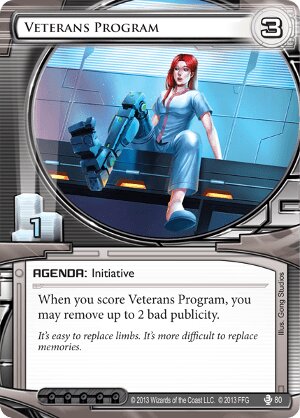 Veterans Program
3
1
AGENDA: Initiative
When you score Veterans Program, you
may remove up to 2 bad publicity.
It's easy to replace limbs. It's more difficult to replace
memories.
Illus. Gong Studios
© 2013 Wizards of the Coast LLC. © 2013 FFG
80